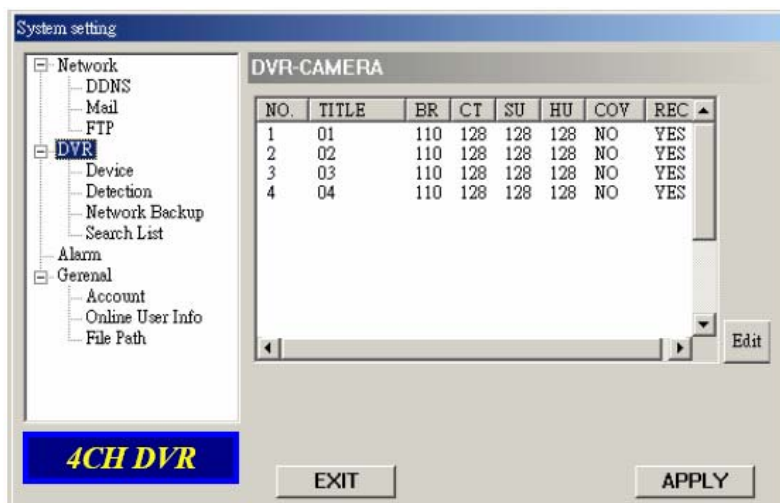 System setting
Network
DDNS
Mail
FTP
DVR
Device
Detection
Network Backup
Search List
Alarm
Gerenal
Account
Online User Info
File Path
4CH DVR
DVR-CAMERA
NO. TITLE BR CT SU HU COV REC
1 01 110 128 128 128 NO YES
2 02 110 128 128 128 NO YES
3 03 110 128 128 128 NO YES
4 04 110 128 128 128 NO YES
Edit
EXIT APPLY